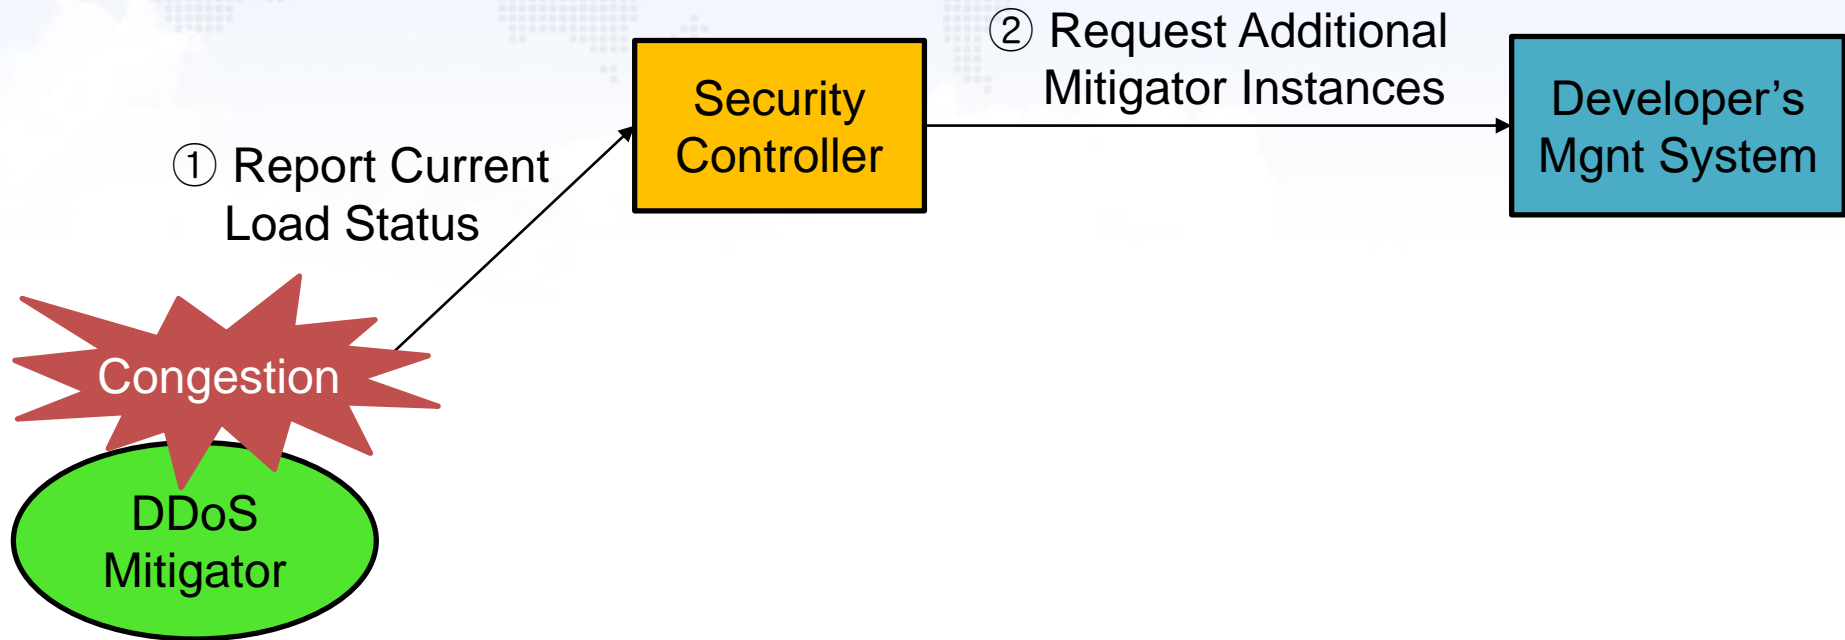 ② Request Additional
Mitigator Instances
Security
Controller
Developer’s
Mgnt System
① Report Current
Load Status
Congestion
DDoS
Mitigator